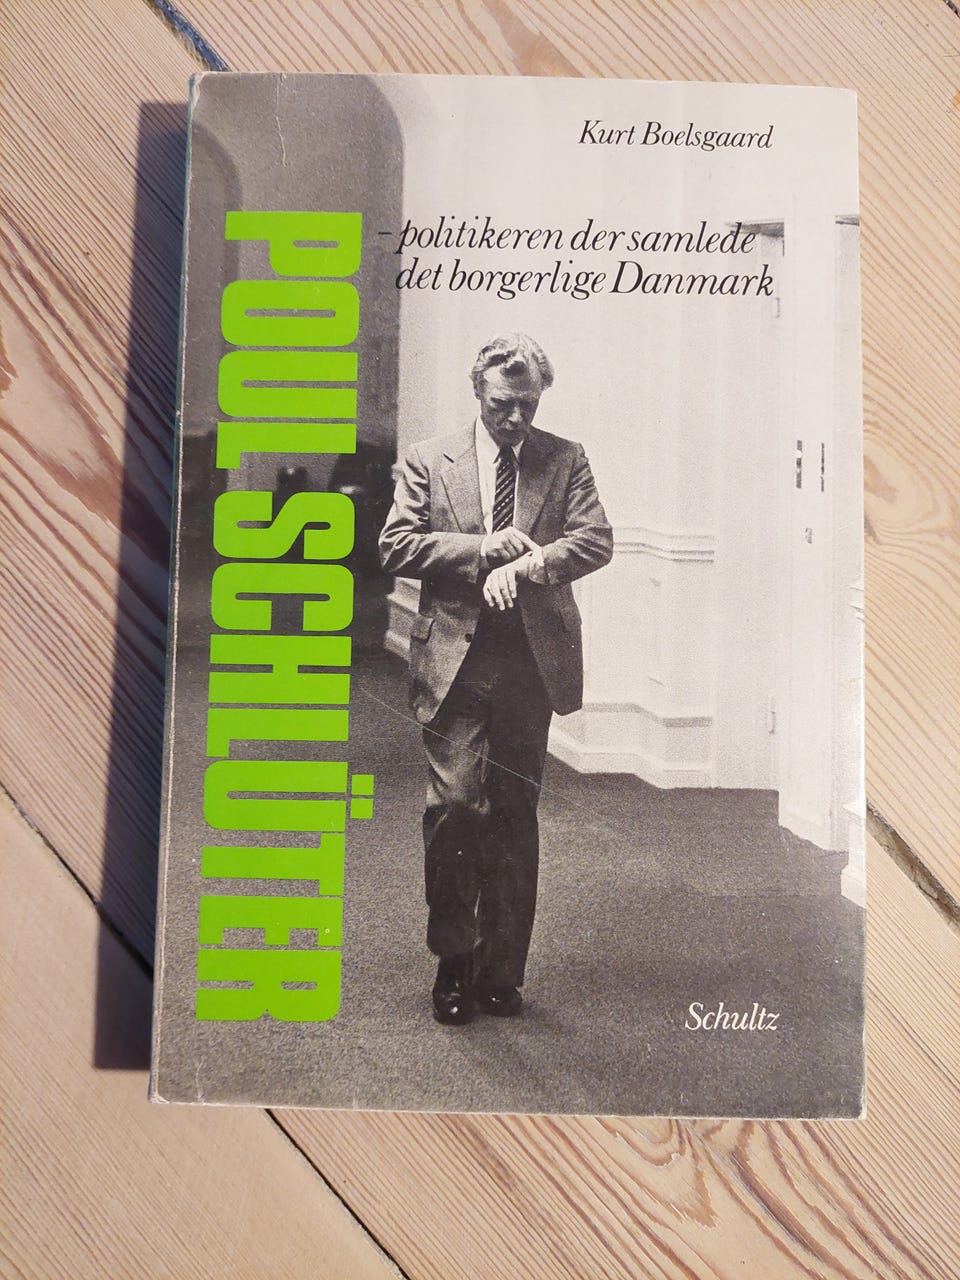 Kurt Boelsgaard
POUL SCHLÜTER
– politikeren der samlede
det borgerlige Danmark
Schultz